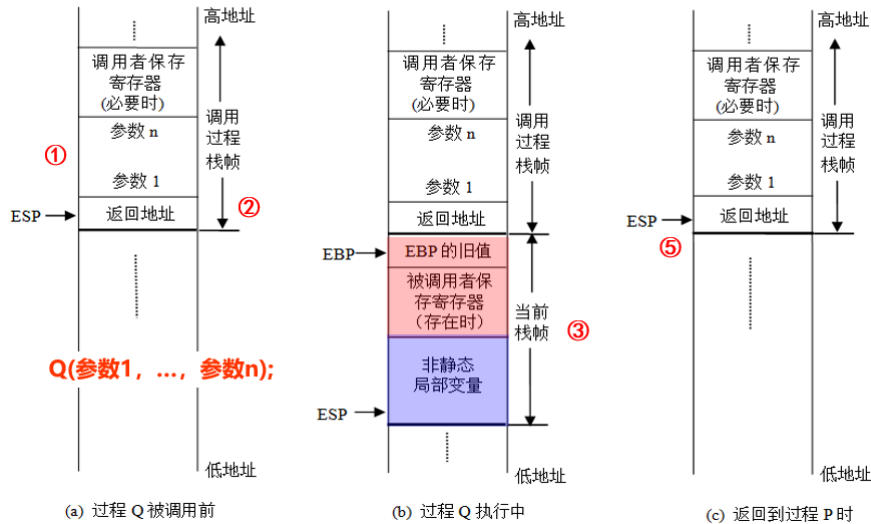 高地址
调用者保存
寄存器
(必要时)
参数 n
参数 1
返回地址
调用
过程
栈帧
①
②
ESP
Q(参数1，…，参数n);
低地址
(a) 过程 Q 被调用前
高地址
调用者保存
寄存器
(必要时)
参数 n
参数 1
返回地址
调用
过程
栈帧
EBP
EBP 的旧值
被调用者保
存寄存器
（存在时）
非静态
局部变量
当前
栈帧
③
ESP
低地址
(b) 过程 Q 执行中
高地址
调用者保存
寄存器
(必要时)
参数 n
参数 1
返回地址
调用
过程
栈帧
ESP
⑤
低地址
(c) 返回到过程 P 时